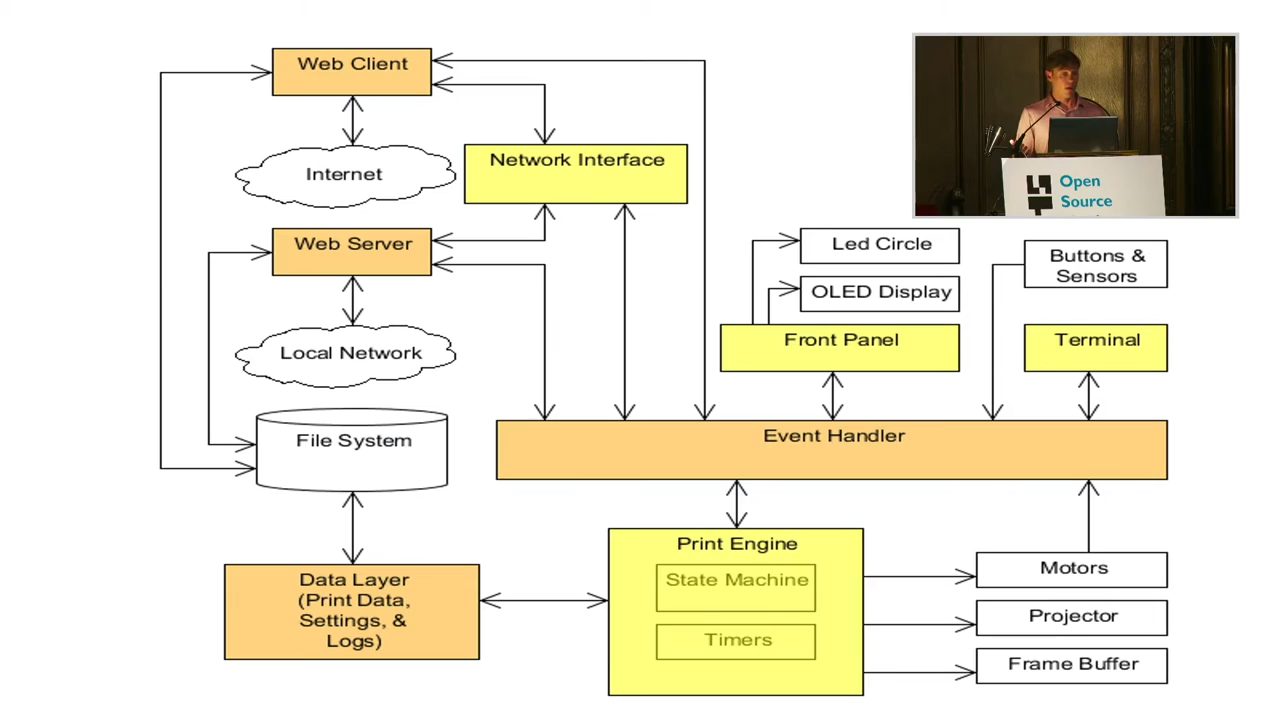 Web Client
Internet
Network Interface
Web Server
Local Network
File System
Data Layer
(Print Data,
Settings, &
Logs)
Led Circle
OLED Display
Front Panel
Buttons &
Sensors
Terminal
Event Handler
Print Engine
State Machine
Timers
Motors
Projector
Frame Buffer
Open
Source